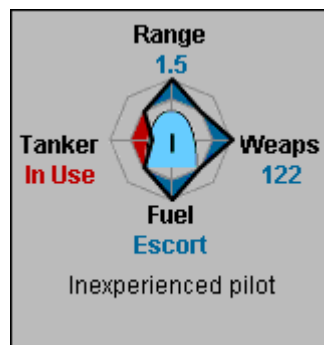 Range
1.5
Tanker
In Use
I
Weaps
122
Fuel
Escort
Inexperienced pilot